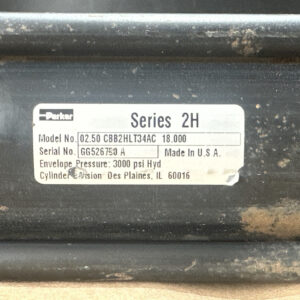 Parker
Series 2H
Model No. 02.50 CBB2HLT34AC 18.000
Serial No. GG526750 A Made In U.S.A.
Envelope Pressure: 3000 psi Hyd
Cylinder Division Des Plaines, IL 60016